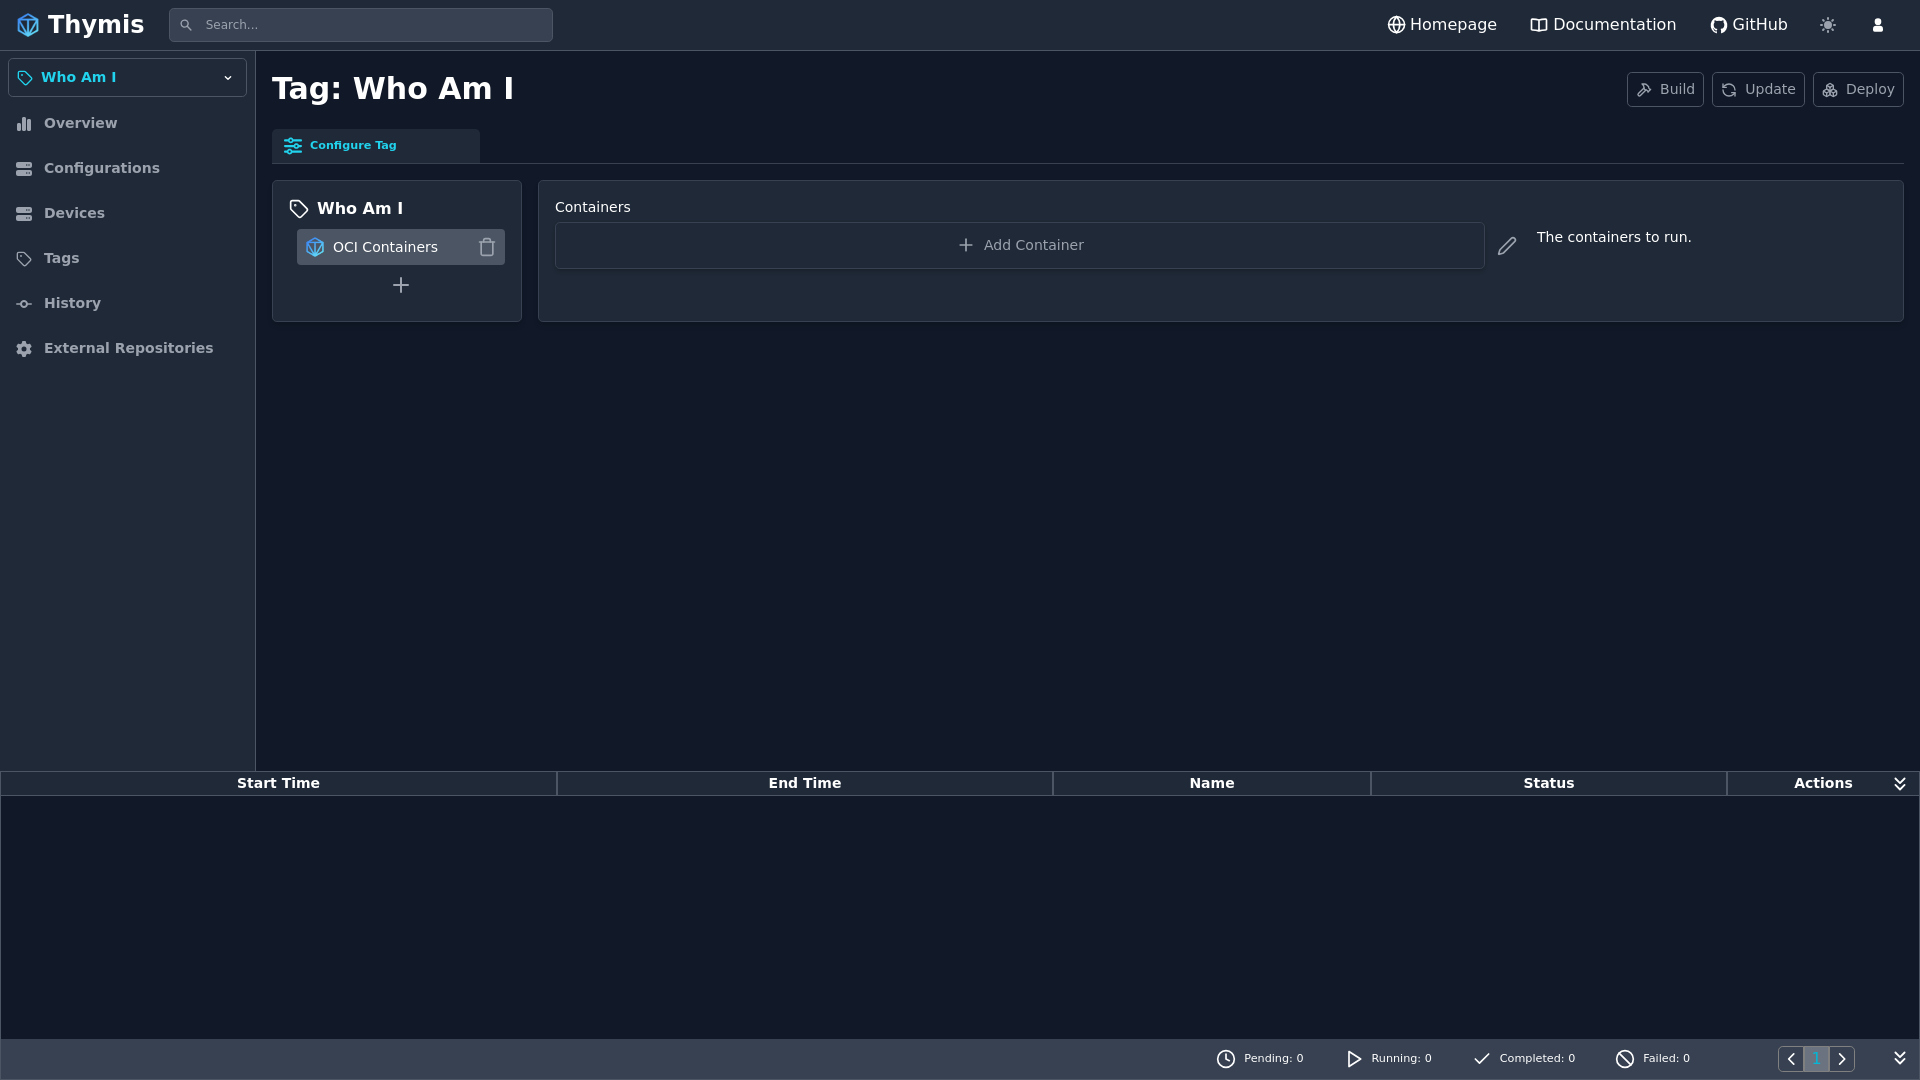 Thymis
Search...
Homepage
Documentation
GitHub
Who Am I
Overview
Configurations
Devices
Tags
History
External Repositories
Tag: Who Am I
Build
Update
Deploy
Configure Tag
Who Am I
OCI Containers
Containers
Add Container
The containers to run.
Start Time
End Time
Name
Status
Actions
Pending: 0
Running: 0
Completed: 0
Failed: 0
1